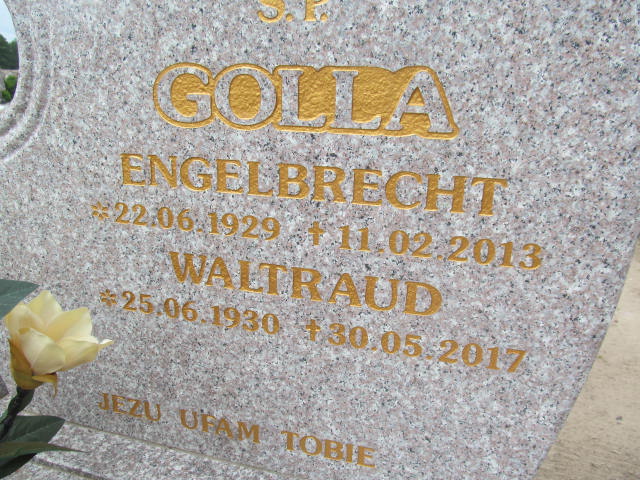 S.P.
GOLLA
ENGELBRECHT
*22.06.1929 †11.02.2013
WALTRAUD
*25.06.1930 †30.05.2017
JEZU UFAM TOBIE